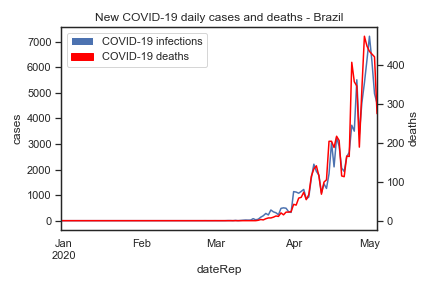 New COVID-19 daily cases and deaths - Brazil
COVID-19 infections
COVID-19 deaths
7000
6000
5000
4000
3000
2000
1000
0
cases
400
300
200
100
0
deaths
Jan Feb Mar Apr May
2020
dateRep